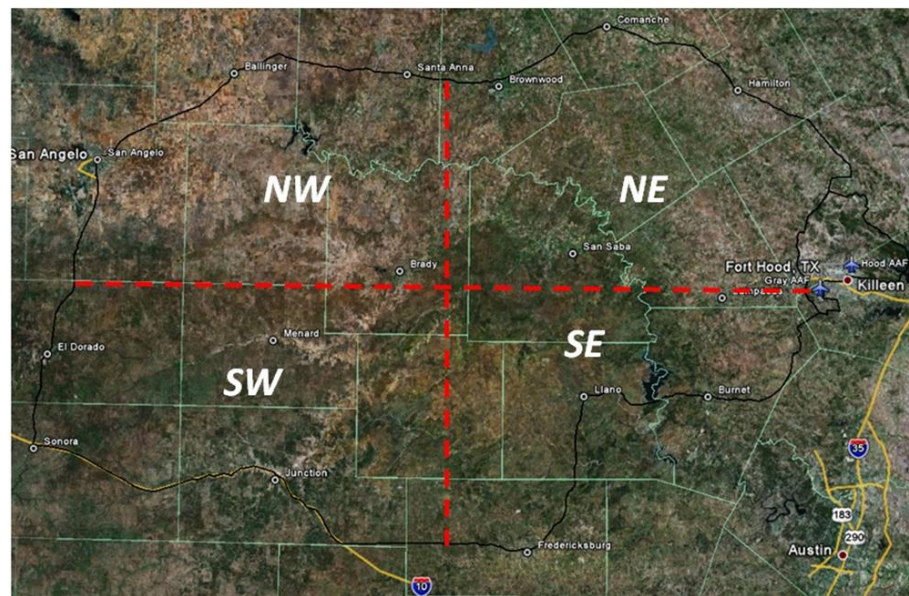 Comanche
Ballinger
Santa Anna
Brownwood
Hamilton
San Angelo
San Angelo
NW
NE
San Saba
Brady
Fort Hood, TX
Hood AAF
Gray AAF
Killeen
Lampasas
Menard
El Dorado
SE
SW
Llano
Burnet
Sonora
35
Junction
183
290
Fredericksburg
Austin
10